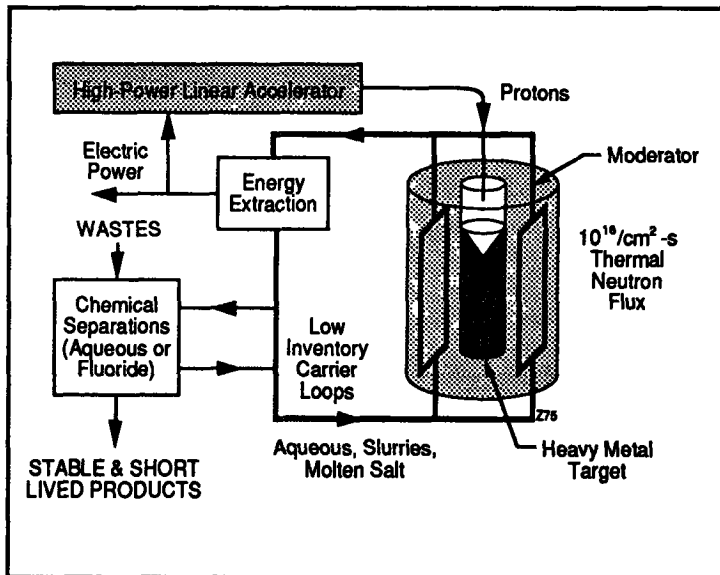 High-Power Linear Accelerator
Protons
Electric
Power
Energy
Extraction
Moderator
WASTES
10¹⁶/cm²-s
Thermal
Neutron
Flux
Chemical
Separations
(Aqueous or
Fluoride)
Low
Inventory
Carrier
Loops
Z75
Aqueous, Slurries,
Molten Salt
Heavy Metal
Target
STABLE & SHORT
LIVED PRODUCTS